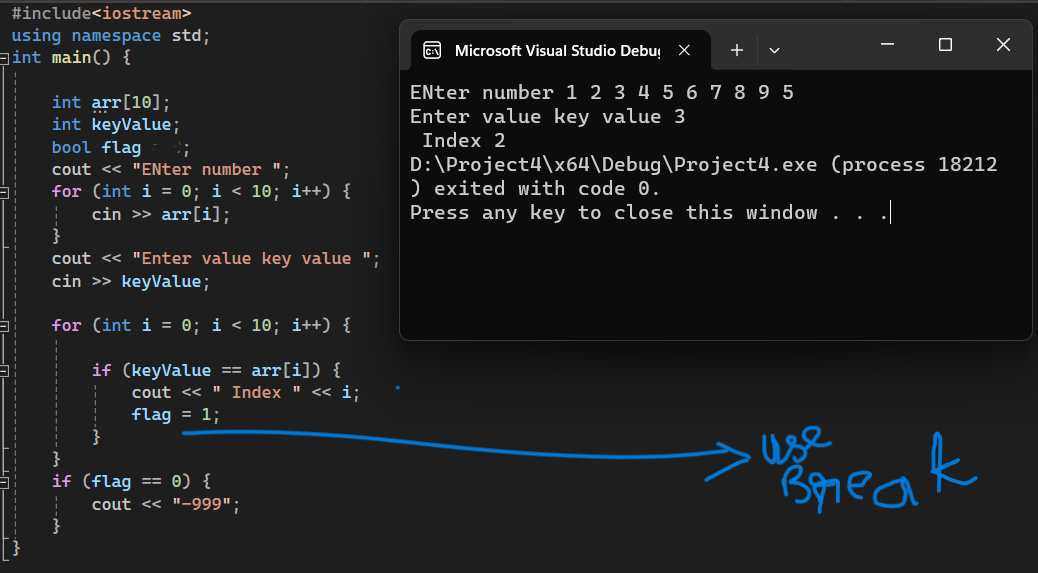 #include<iostream>
using namespace std;
int main() {
int arr[10];
int keyValue;
bool flag ;
cout << "ENter number ";
for (int i = 0; i < 10; i++) {
cin >> arr[i];
}
cout << "Enter value key value ";
cin >> keyValue;
for (int i = 0; i < 10; i++) {
if (keyValue == arr[i]) {
cout << " Index " << i;
flag = 1;
}
}
if (flag == 0) {
cout << "-999";
}
}
Microsoft Visual Studio Debug
ENter number 1 2 3 4 5 6 7 8 9 5
Enter value key value 3
Index 2
D:\Project4\x64\Debug\Project4.exe (process 18212
) exited with code 0.
Press any key to close this window . . .
use
Break